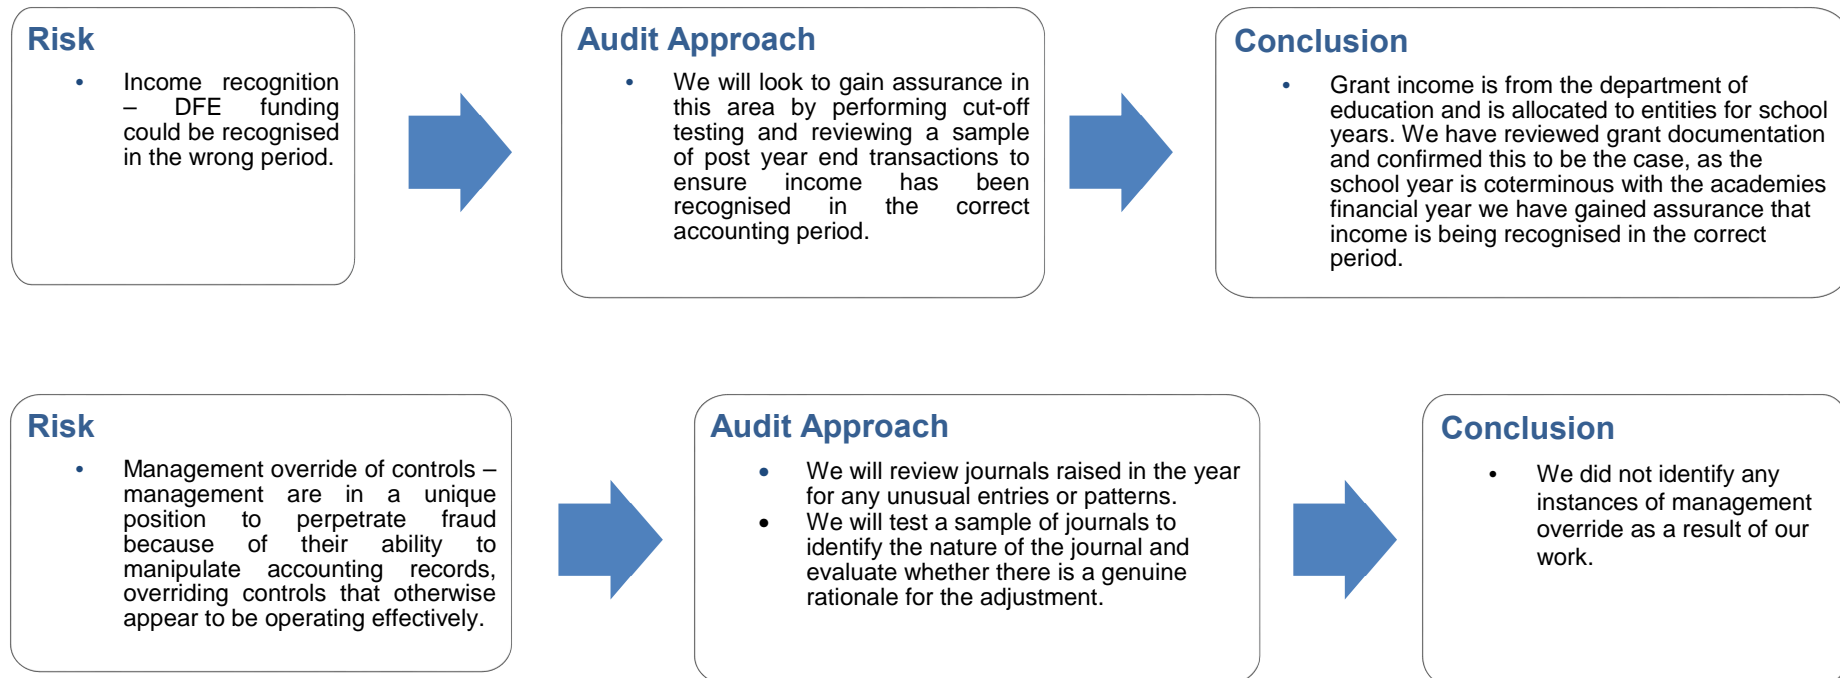 Risk
• Income recognition
– DFE funding
could be recognised
in the wrong period.
Audit Approach
• We will look to gain assurance in
this area by performing cut-off
testing and reviewing a sample
of post year end transactions to
ensure income has been
recognised in the correct
accounting period.
Conclusion
• Grant income is from the department of
education and is allocated to entities for school
years. We have reviewed grant documentation
and confirmed this to be the case, as the
school year is coterminous with the academies
financial year we have gained assurance that
income is being recognised in the correct
period.
Risk
• Management override of controls –
management are in a unique
position to perpetrate fraud
because of their ability to
manipulate accounting records,
overriding controls that otherwise
appear to be operating effectively.
Audit Approach
• We will review journals raised in the year
for any unusual entries or patterns.
• We will test a sample of journals to
identify the nature of the journal and
evaluate whether there is a genuine
rationale for the adjustment.
Conclusion
• We did not identify any
instances of management
override as a result of our
work.